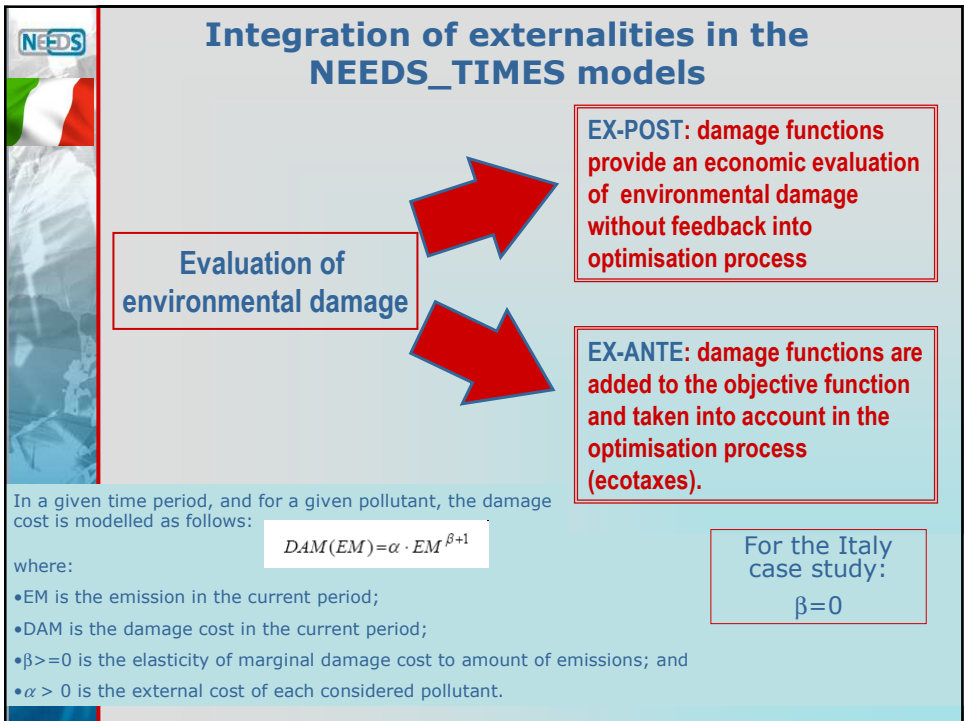 NEEDS
Integration of externalities in the
NEEDS_TIMES models
EX-POST: damage functions
provide an economic evaluation
of environmental damage
without feedback into
optimisation process
Evaluation of
environmental damage
EX-ANTE: damage functions are
added to the objective function
and taken into account in the
optimisation process
(ecotaxes).
In a given time period, and for a given pollutant, the damage
cost is modelled as follows:
DAM(EM)=α · EM^{β+1}
where:
•EM is the emission in the current period;
•DAM is the damage cost in the current period;
•β>=0 is the elasticity of marginal damage cost to amount of emissions; and
•α > 0 is the external cost of each considered pollutant.
For the Italy
case study:
β=0